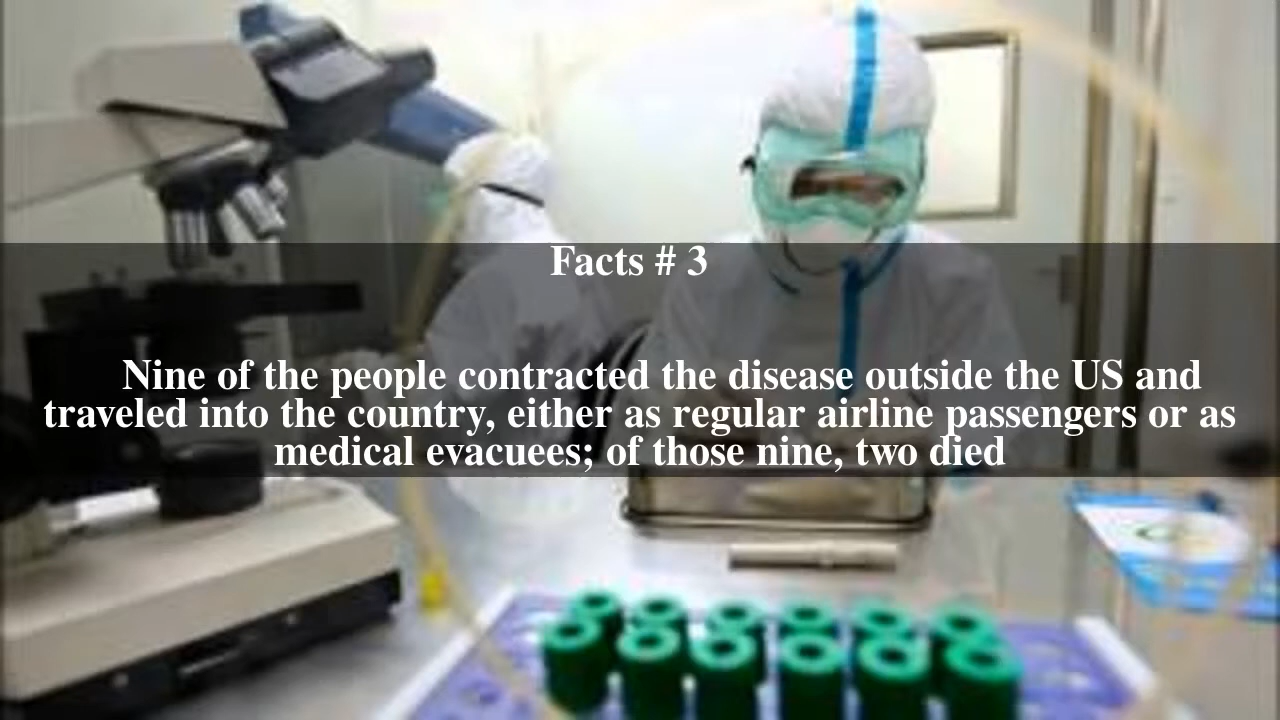 Facts # 3
Nine of the people contracted the disease outside the US and
traveled into the country, either as regular airline passengers or as
medical evacuees; of those nine, two died